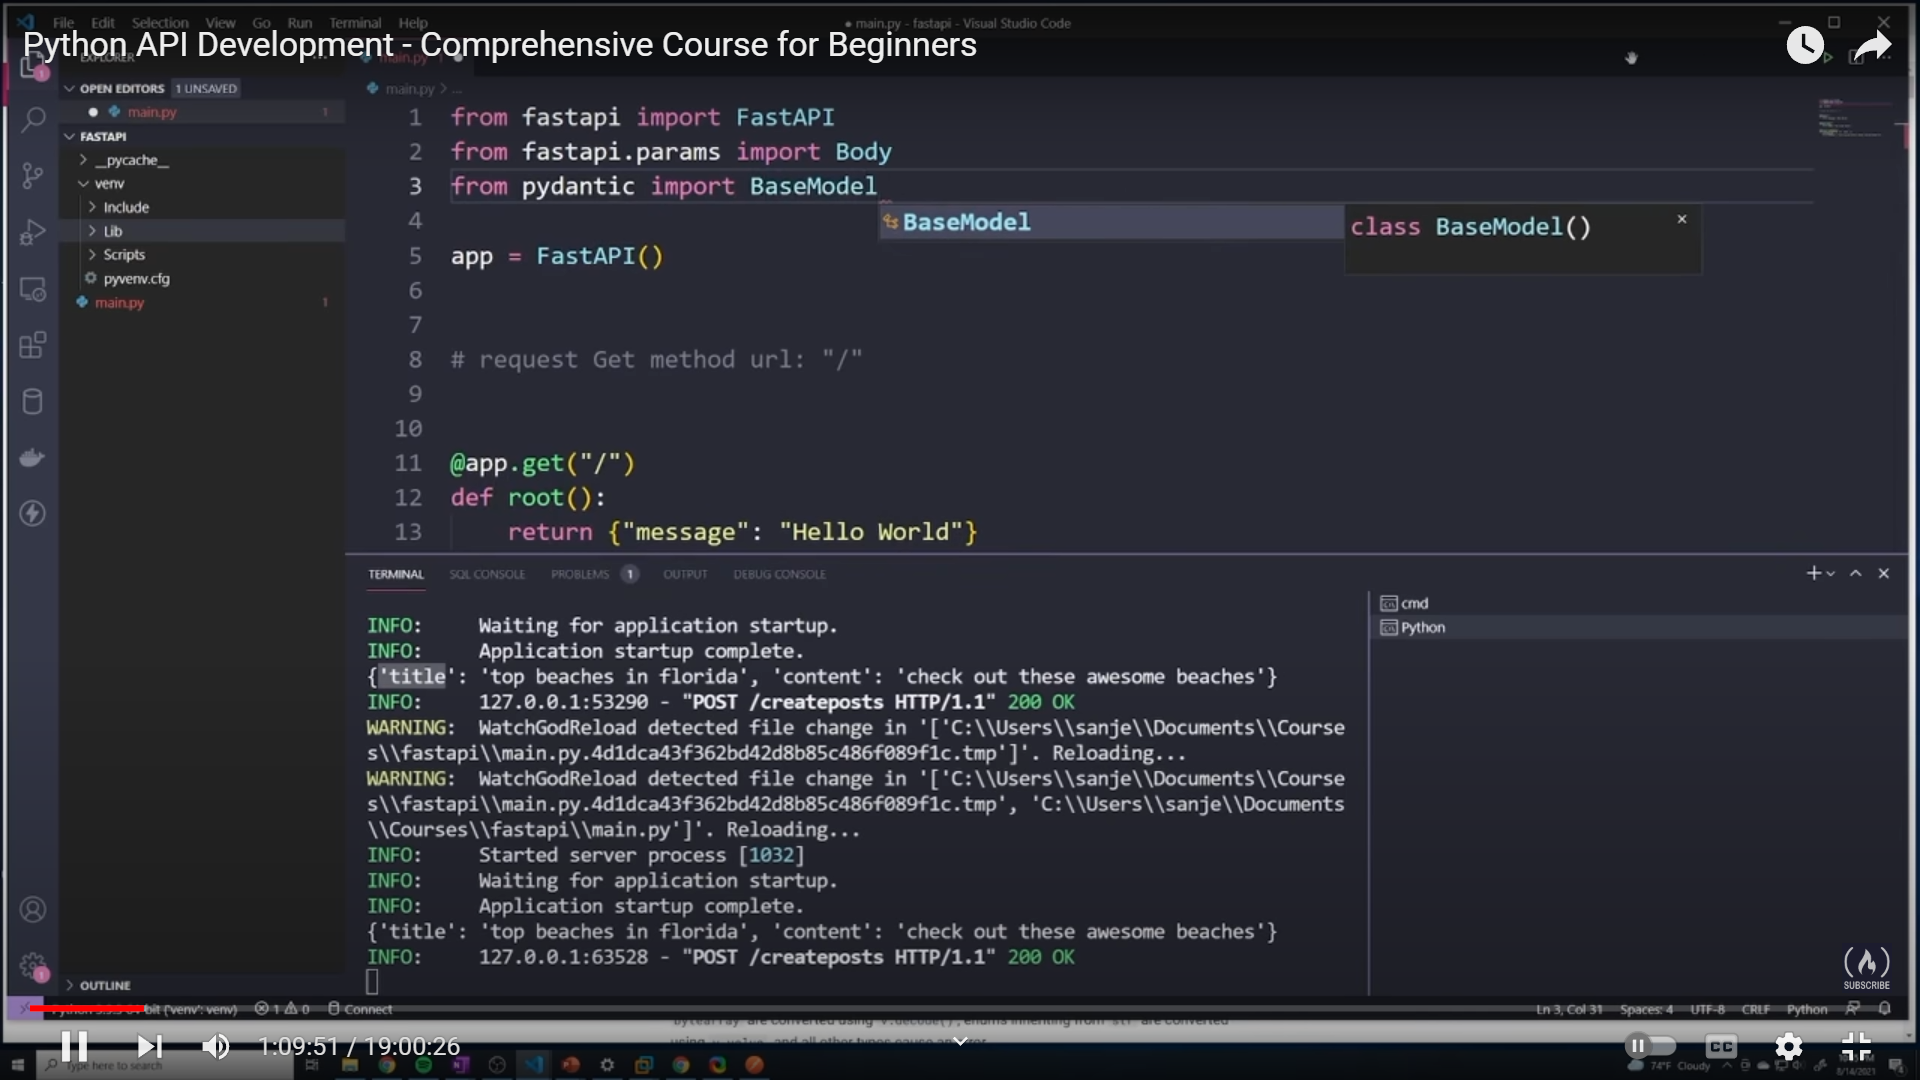 File Edit Selection View Go Run Terminal Help
● main.py - fastapi - Visual Studio Code
Python API Development - Comprehensive Course for Beginners
EXPLORER
main.py
OPEN EDITORS 1 UNSAVED
main.py 1
FASTAPI
__pycache__
venv
Include
Lib
Scripts
pyvenv.cfg
main.py 1
OUTLINE
main.py > ...
1 from fastapi import FastAPI
2 from fastapi.params import Body
3 from pydantic import BaseModel
4
BaseModel
class BaseModel()
5 app = FastAPI()
6
7
8 # request Get method url: "/"
9
10
11 @app.get("/")
12 def root():
13 return {"message": "Hello World"}
TERMINAL SQL CONSOLE PROBLEMS 1 OUTPUT DEBUG CONSOLE
cmd
Python
INFO: Waiting for application startup.
INFO: Application startup complete.
{'title': 'top beaches in florida', 'content': 'check out these awesome beaches'}
INFO: 127.0.0.1:53290 - "POST /createposts HTTP/1.1" 200 OK
WARNING: WatchGodReload detected file change in '['C:\\Users\\sanje\\Documents\\Course
s\\fastapi\\main.py.4d1dca43f362bd42d8b85c486f089f1c.tmp']'. Reloading...
WARNING: WatchGodReload detected file change in '['C:\\Users\\sanje\\Documents\\Course
s\\fastapi\\main.py.4d1dca43f362bd42d8b85c486f089f1c.tmp', 'C:\\Users\\sanje\\Documents
\\Courses\\fastapi\\main.py']'. Reloading...
INFO: Started server process [1032]
INFO: Waiting for application startup.
INFO: Application startup complete.
{'title': 'top beaches in florida', 'content': 'check out these awesome beaches'}
INFO: 127.0.0.1:63528 - "POST /createposts HTTP/1.1" 200 OK
SUBSCRIBE
bit ('venv': venv) 1 0 Connect
Ln 3, Col 31 Spaces: 4 UTF-8 CRLF Python
1:09:51 / 19:00:26
CC
Type here to search
74°F Cloudy
8/14/2021